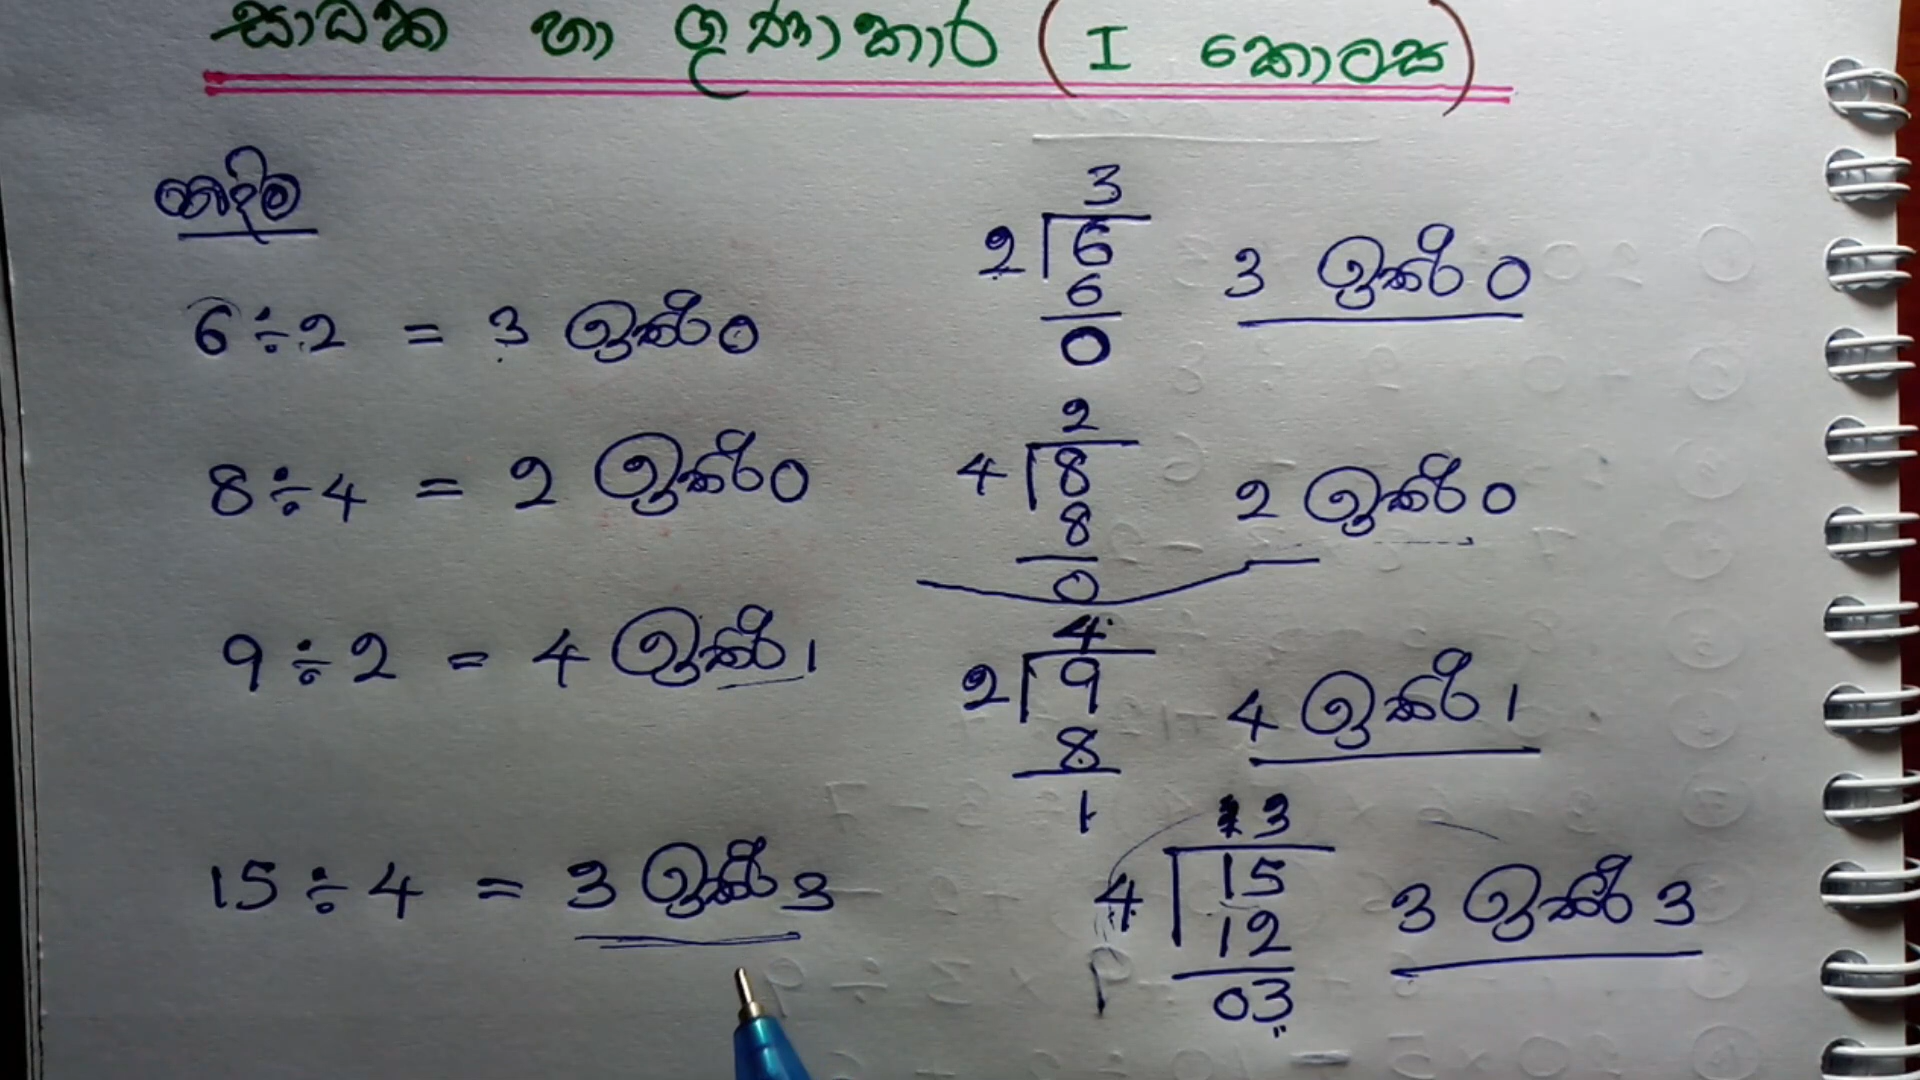 සාධක හා ගුණාකාර (I කොටස)
බෙදීම
6 ÷ 2 = 3 ඉතිරි 0
8 ÷ 4 = 2 ඉතිරි 0
9 ÷ 2 = 4 ඉතිරි 1
15 ÷ 4 = 3 ඉතිරි 3
3
2 6 3 ඉතිරි 0
6
0
2
4 8 2 ඉතිරි 0
8
0
4
2 9 4 ඉතිරි 1
8
1
3
4 15 3 ඉතිරි 3
12
03